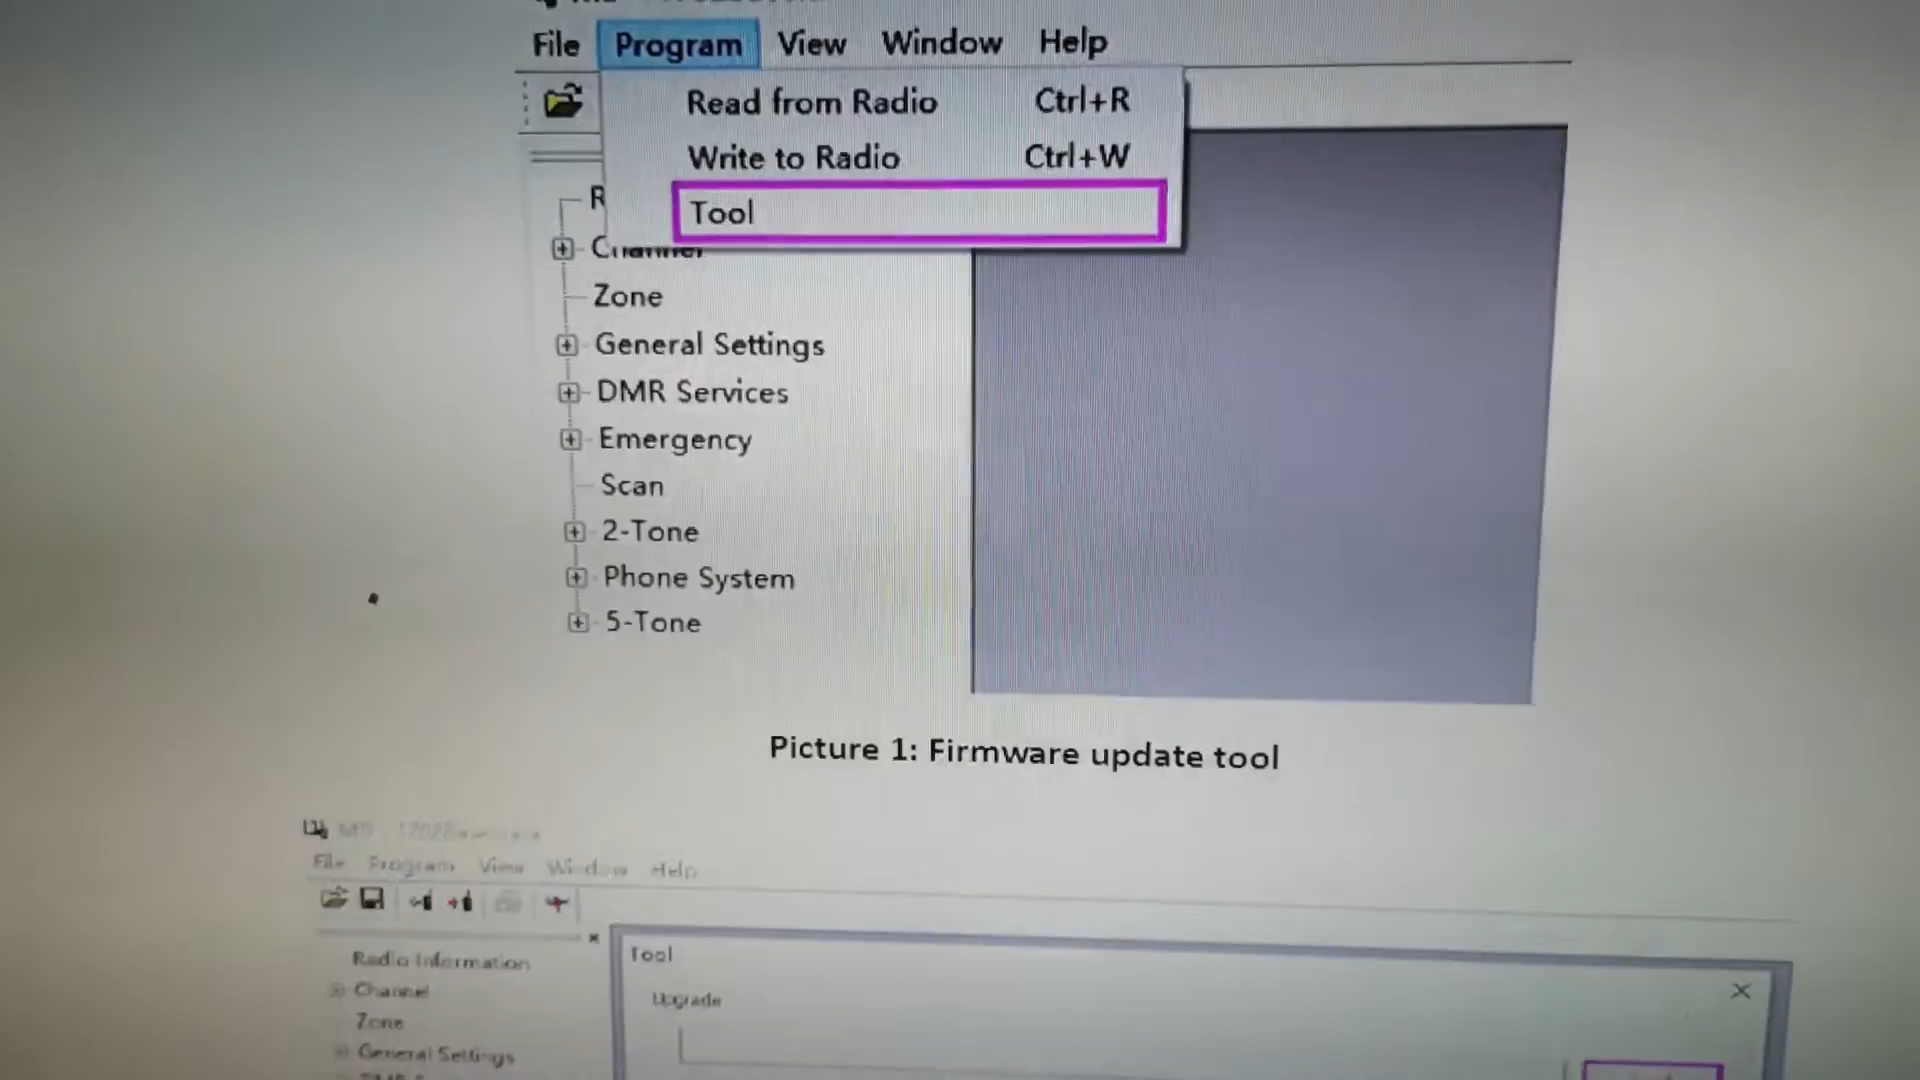 File Program View Window Help
Read from Radio Ctrl+R
Write to Radio Ctrl+W
Tool
Channel
Zone
General Settings
DMR Services
Emergency
Scan
2-Tone
Phone System
5-Tone
Picture 1: Firmware update tool
File Program View Window Help
Radio Information
Tool
Channel
Upgrade
Zone
General Settings